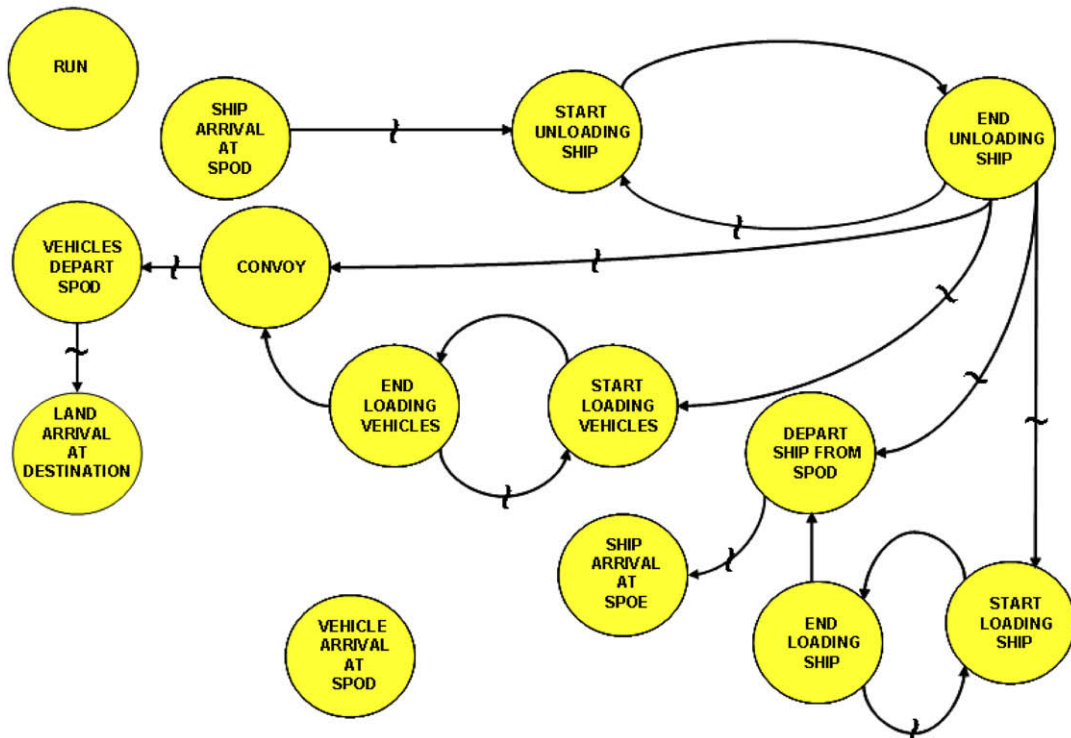 RUN
SHIP
ARRIVAL
AT
SPOD
START
UNLOADING
SHIP
END
UNLOADING
SHIP
VEHICLES
DEPART
SPOD
CONVOY
LAND
ARRIVAL
AT
DESTINATION
END
LOADING
VEHICLES
START
LOADING
VEHICLES
DEPART
SHIP FROM
SPOD
SHIP
ARRIVAL
AT
SPOE
END
LOADING
SHIP
START
LOADING
SHIP
VEHICLE
ARRIVAL
AT
SPOD